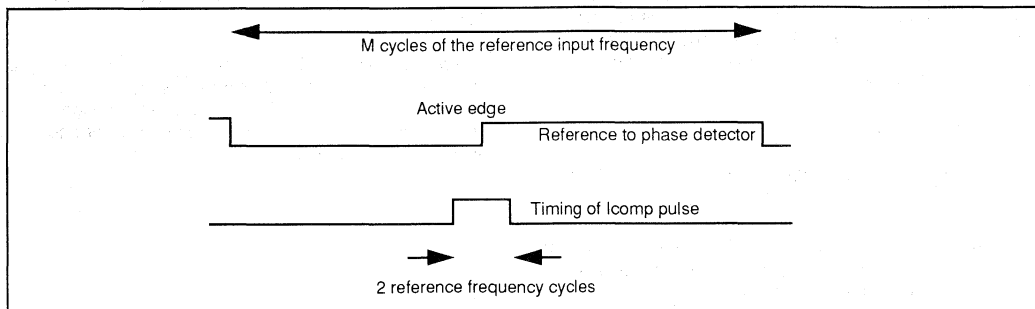 M cycles of the reference input frequency
Active edge
Reference to phase detector
Timing of Icomp pulse
2 reference frequency cycles